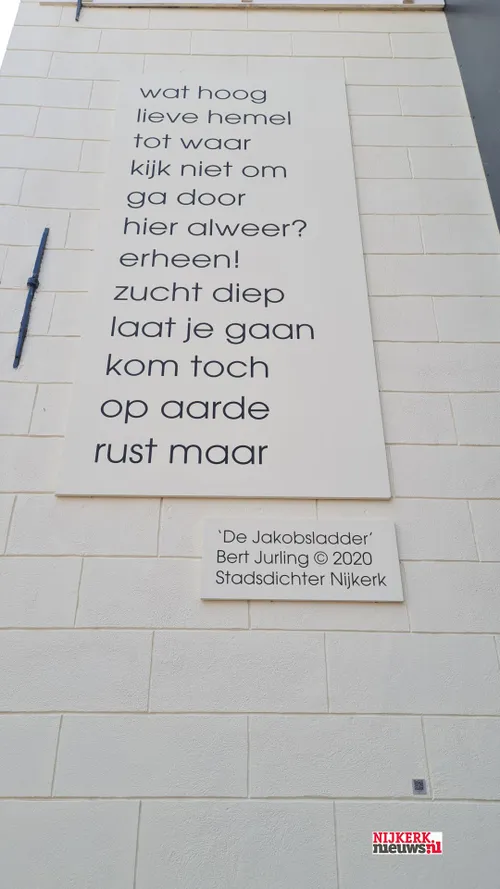 wat hoog
lieve hemel
tot waar
kijk niet om
ga door
hier alweer?
erheen!
zucht diep
laat je gaan
kom toch
op aarde
rust maar
‘De Jakobsladder’
Bert Jurling © 2020
Stadsdichter Nijkerk
NIJKERK
nieuws.nl